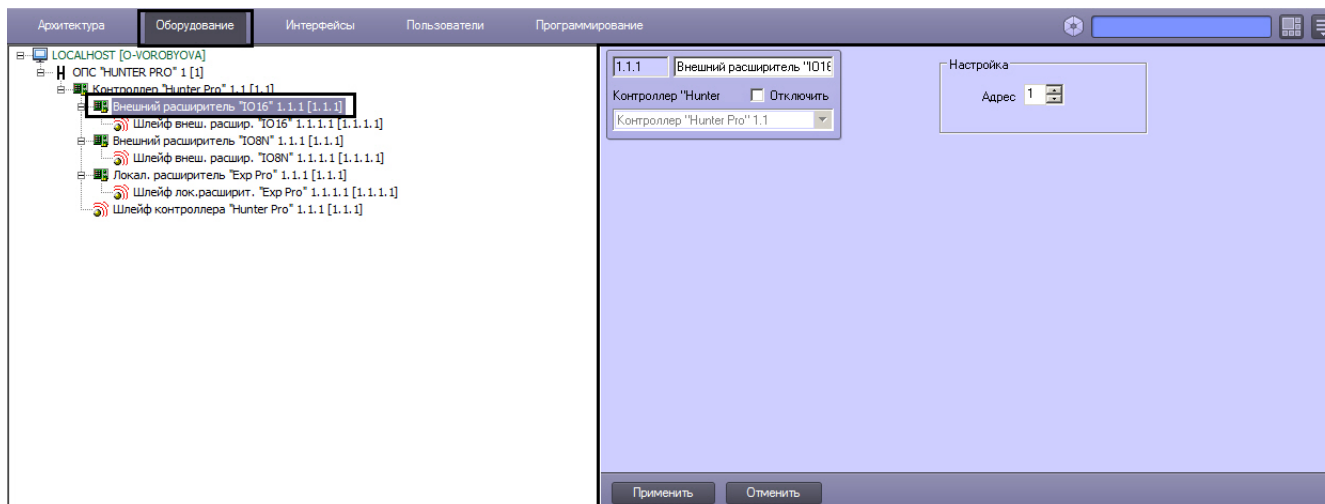 Архитектура Оборудование Интерфейсы Пользователи Программирование
LOCALHOST [O-VOROBYOVA]
ОПС "HUNTER PRO" 1 [1]
Контроллер "Hunter Pro" 1.1 [1.1]
Внешний расширитель "IO16" 1.1.1 [1.1.1]
Шлейф внеш. расшир. "IO16" 1.1.1.1 [1.1.1.1]
Внешний расширитель "IO8N" 1.1.1 [1.1.1]
Шлейф внеш. расшир. "IO8N" 1.1.1.1 [1.1.1.1]
Локал. расширитель "Exp Pro" 1.1.1 [1.1.1]
Шлейф лок.расширит. "Exp Pro" 1.1.1.1 [1.1.1.1]
Шлейф контроллера "Hunter Pro" 1.1.1 [1.1.1]
1.1.1 Внешний расширитель "IO16
Контроллер "Hunter Отключить
Контроллер "Hunter Pro" 1.1
Настройка
Адрес 1
Применить Отменить